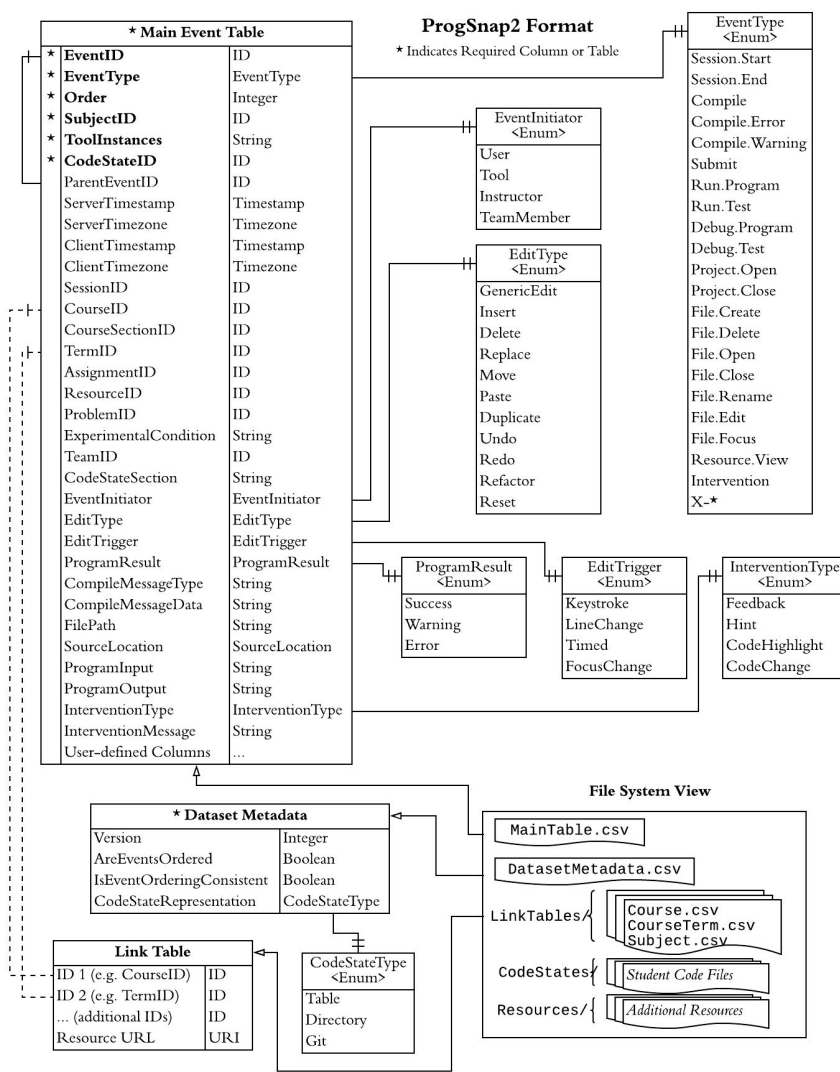 ProgSnap2 Format
★ Indicates Required Column or Table
★ Main Event Table
★ EventID ID
★ EventType EventType
★ Order Integer
★ SubjectID ID
★ ToolInstances String
★ CodeStateID ID
ParentEventID ID
ServerTimestamp Timestamp
ServerTimezone Timezone
ClientTimestamp Timestamp
ClientTimezone Timezone
SessionID ID
CourseID ID
CourseSectionID ID
TermID ID
AssignmentID ID
ResourceID ID
ProblemID ID
ExperimentalCondition String
TeamID ID
CodeStateSection String
EventInitiator EventInitiator
EditType EditType
EditTrigger EditTrigger
ProgramResult ProgramResult
CompileMessageType String
CompileMessageData String
FilePath String
SourceLocation SourceLocation
ProgramInput String
ProgramOutput String
InterventionType InterventionType
InterventionMessage String
User-defined Columns ...
EventInitiator
<Enum>
User
Tool
Instructor
TeamMember
EditType
<Enum>
GenericEdit
Insert
Delete
Replace
Move
Paste
Duplicate
Undo
Redo
Refactor
Reset
EventType
<Enum>
Session.Start
Session.End
Compile
Compile.Error
Compile.Warning
Submit
Run.Program
Run.Test
Debug.Program
Debug.Test
Project.Open
Project.Close
File.Create
File.Delete
File.Open
File.Close
File.Rename
File.Edit
File.Focus
Resource.View
Intervention
X-★
ProgramResult
<Enum>
Success
Warning
Error
EditTrigger
<Enum>
Keystroke
LineChange
Timed
FocusChange
InterventionType
<Enum>
Feedback
Hint
CodeHighlight
CodeChange
★ Dataset Metadata
Version Integer
AreEventsOrdered Boolean
IsEventOrderingConsistent Boolean
CodeStateRepresentation CodeStateType
Link Table
ID 1 (e.g. CourseID) ID
ID 2 (e.g. TermID) ID
... (additional IDs) ID
Resource URL URI
CodeStateType
<Enum>
Table
Directory
Git
File System View
MainTable.csv
DatasetMetadata.csv
LinkTables/
Course.csv
CourseTerm.csv
Subject.csv
CodeStates/
Student Code Files
Resources/
Additional Resources